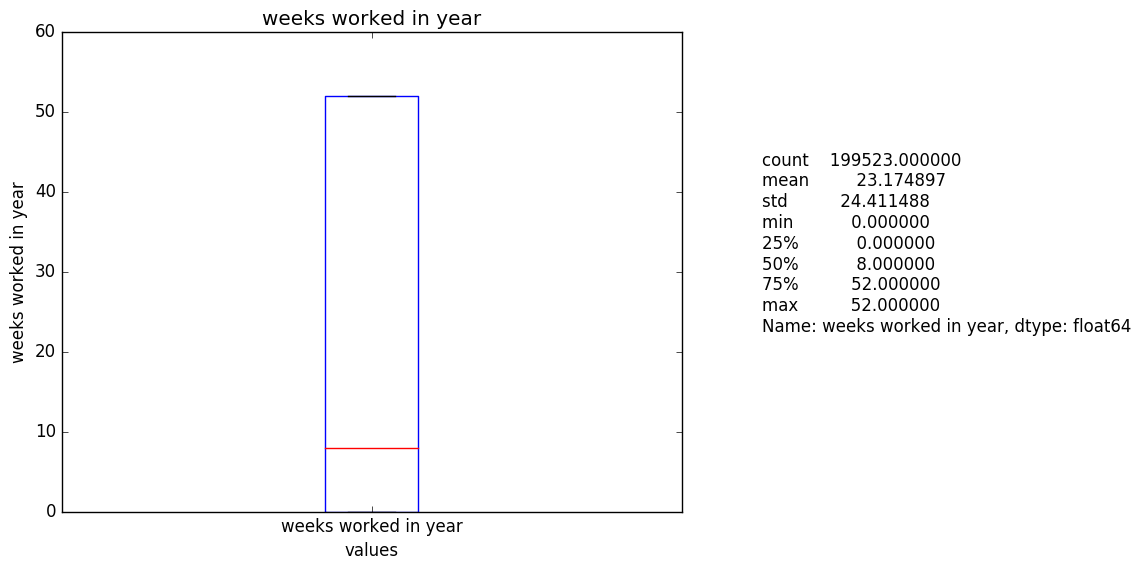 weeks worked in year
60
50
40
30
20
10
0
weeks worked in year
weeks worked in year
values
count 199523.000000
mean 23.174897
std 24.411488
min 0.000000
25% 0.000000
50% 8.000000
75% 52.000000
max 52.000000
Name: weeks worked in year, dtype: float64